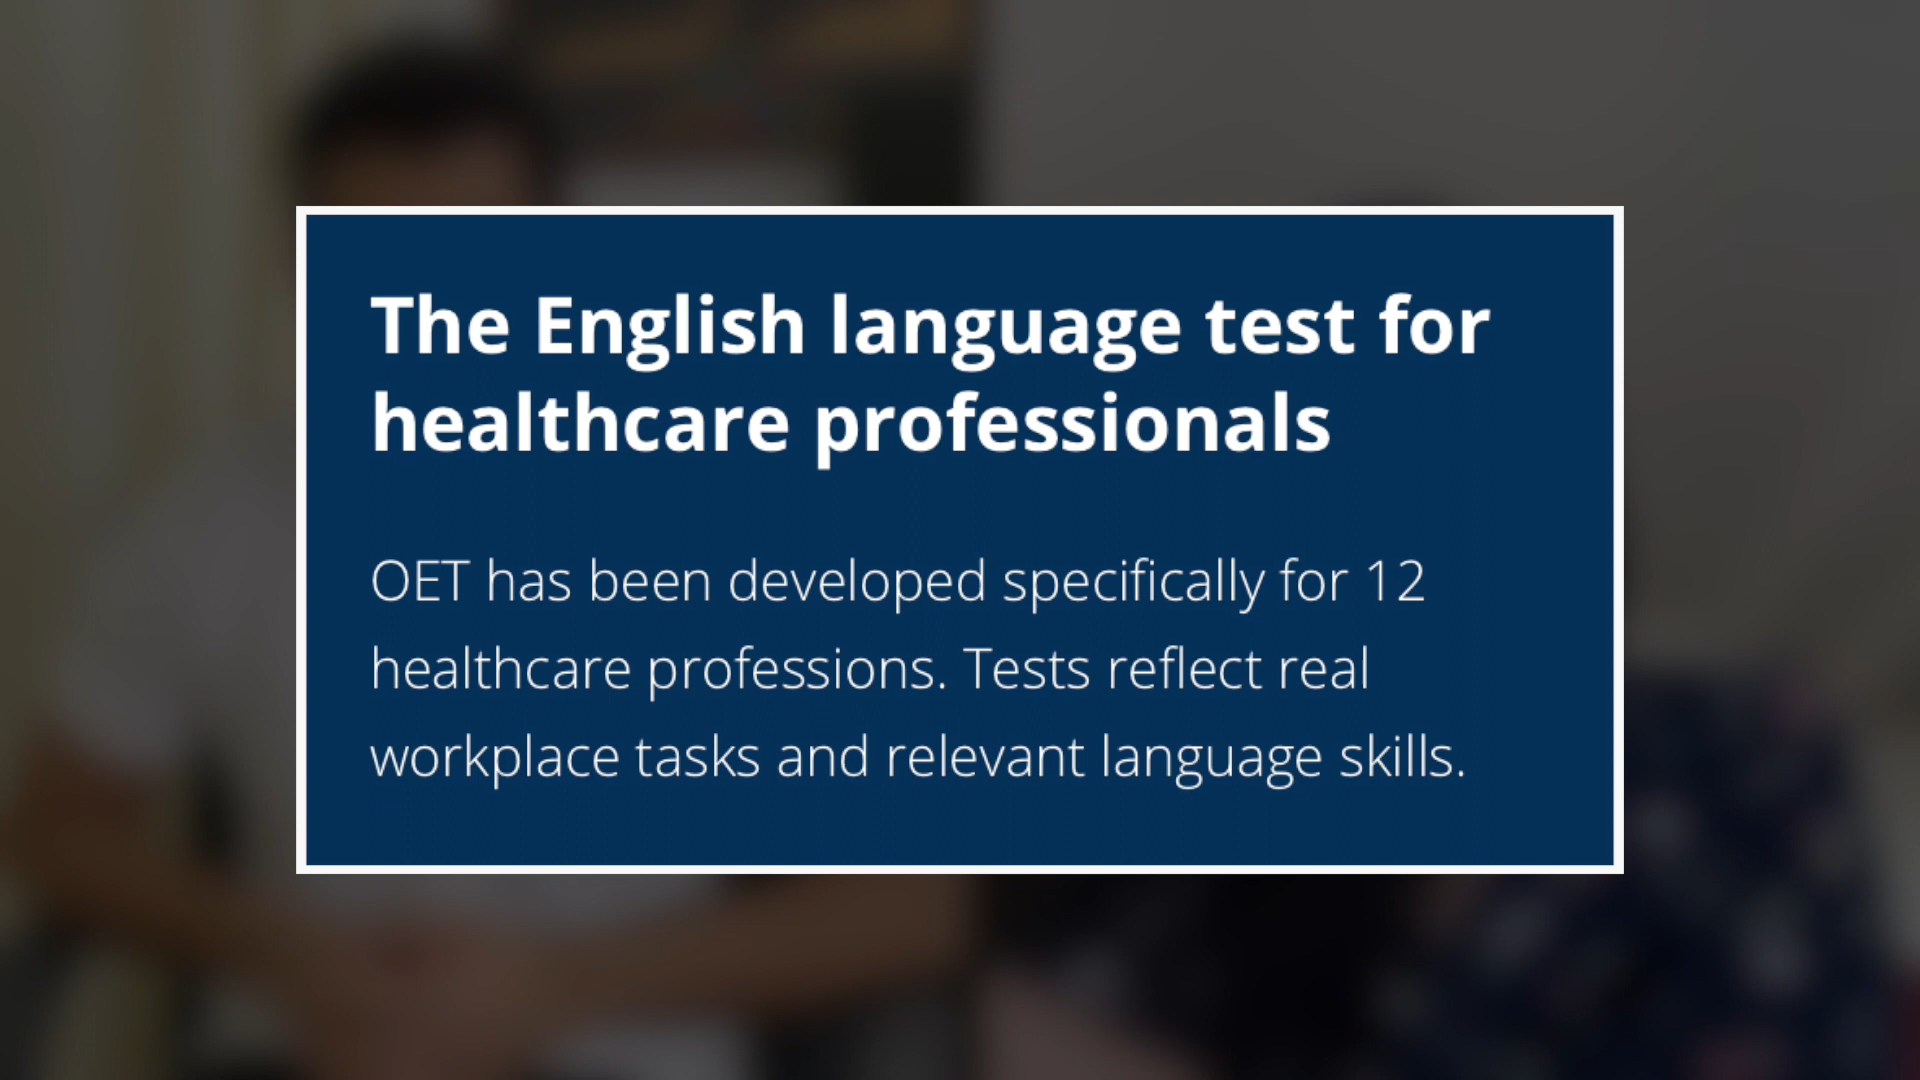 The English language test for
healthcare professionals
OET has been developed specifically for 12
healthcare professions. Tests reflect real
workplace tasks and relevant language skills.